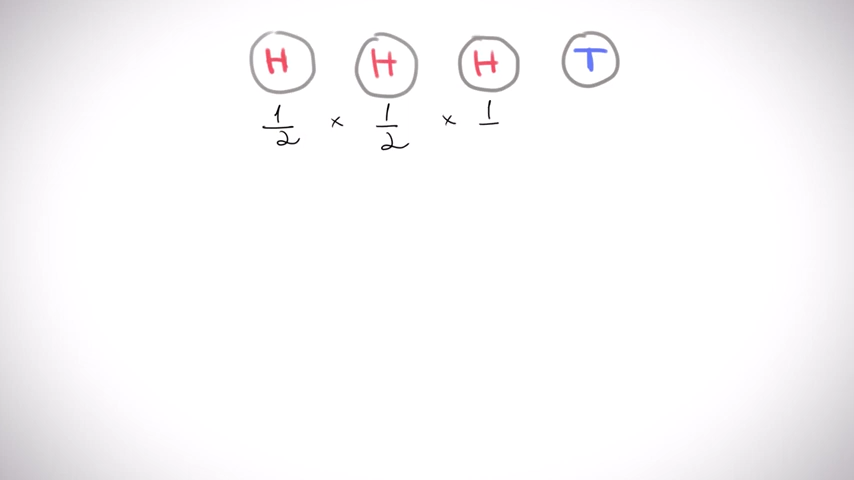 H H H T
1/2 × 1/2 × 1/